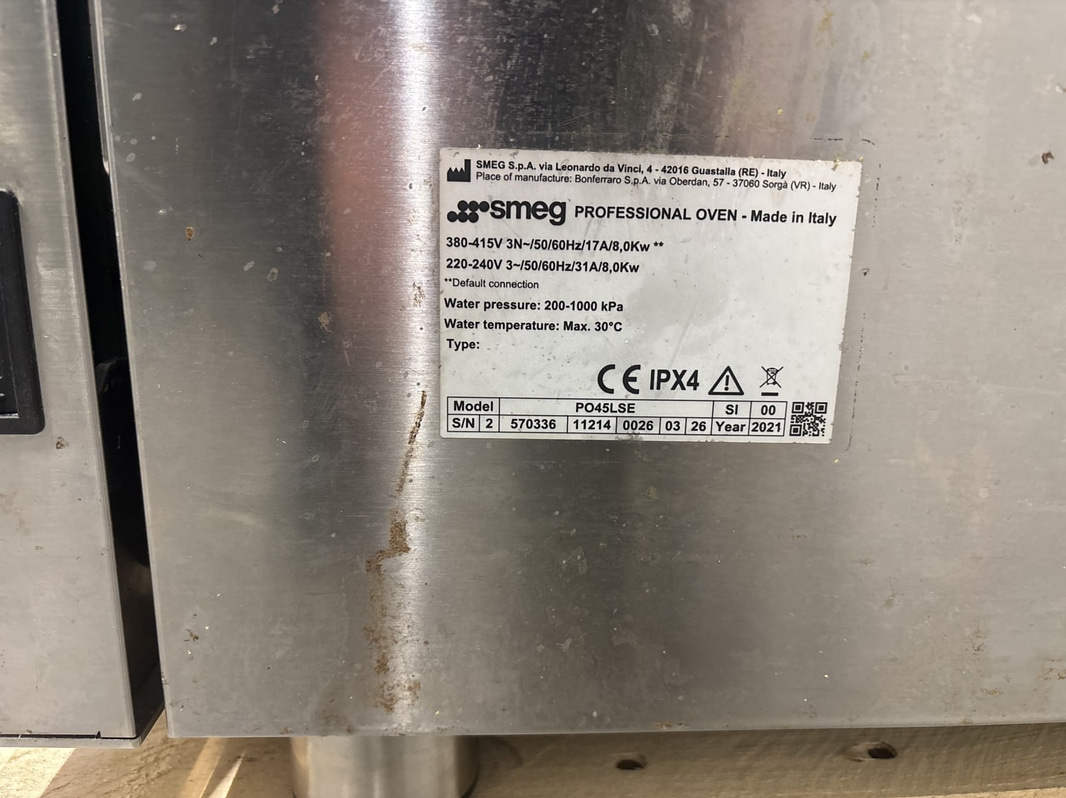 SMEG S.p.A. via Leonardo da Vinci, 4 - 42016 Guastalla (RE) - Italy
Place of manufacture: Bonferraro S.p.A. via Oberdan, 57 - 37060 Sorgà (VR) - Italy
smeg PROFESSIONAL OVEN - Made in Italy
380-415V 3N~/50/60Hz/17A/8,0Kw **
220-240V 3~/50/60Hz/31A/8,0Kw
**Default connection
Water pressure: 200-1000 kPa
Water temperature: Max. 30°C
Type:
CE IPX4
Model PO45LSE SI 00
S/N 2 570336 11214 0026 03 26 Year 2021